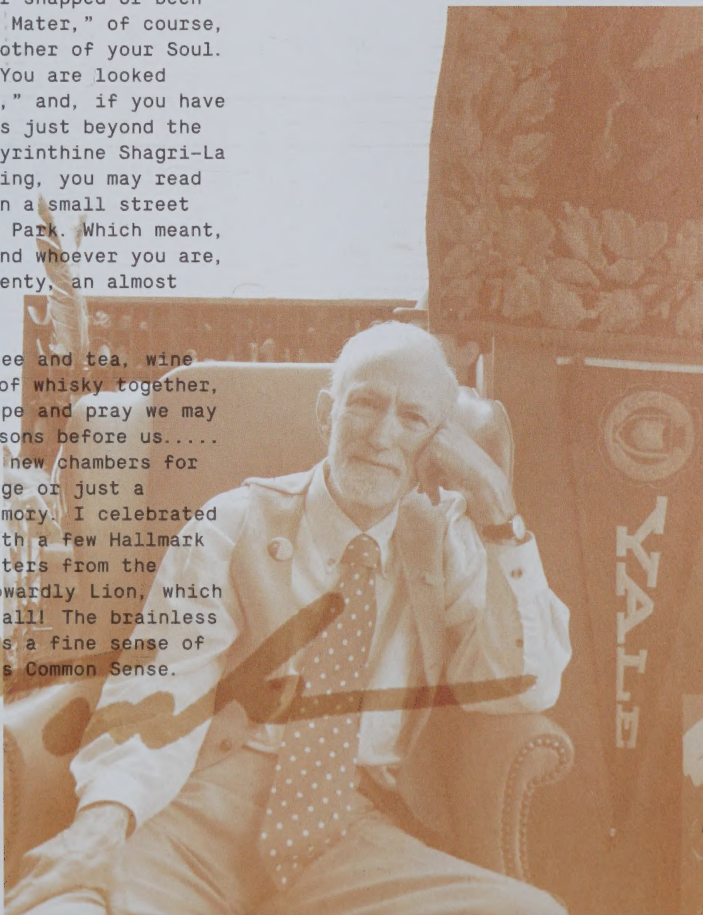 Mater," of course,
other of your Soul.
You are looked
," and, if you have
s just beyond the
yrinthine Shagri-La
ing, you may read
n a small street
Park. Which meant,
nd whoever you are,
enty, an almost
ee and tea, wine
of whisky together,
pe and pray we may
sons before us.....
new chambers for
ge or just a
mory. I celebrated
th a few Hallmark
ters from the
owardly Lion, which
all! The brainless
s a fine sense of
s Common Sense.
YALE